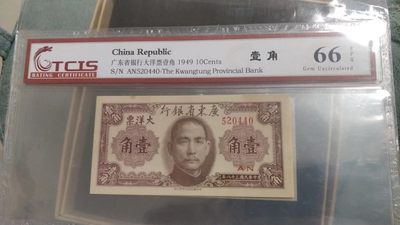 TCIS
RATING CERTIFICATE
China Republic
广东省银行大洋票壹角 1949 10Cents
S/N AN520440-The Kwangtung Provincial Bank
壹角
66
Gem Uncirculated
行銀省東廣
票洋大
520440
角壹
角壹
AN